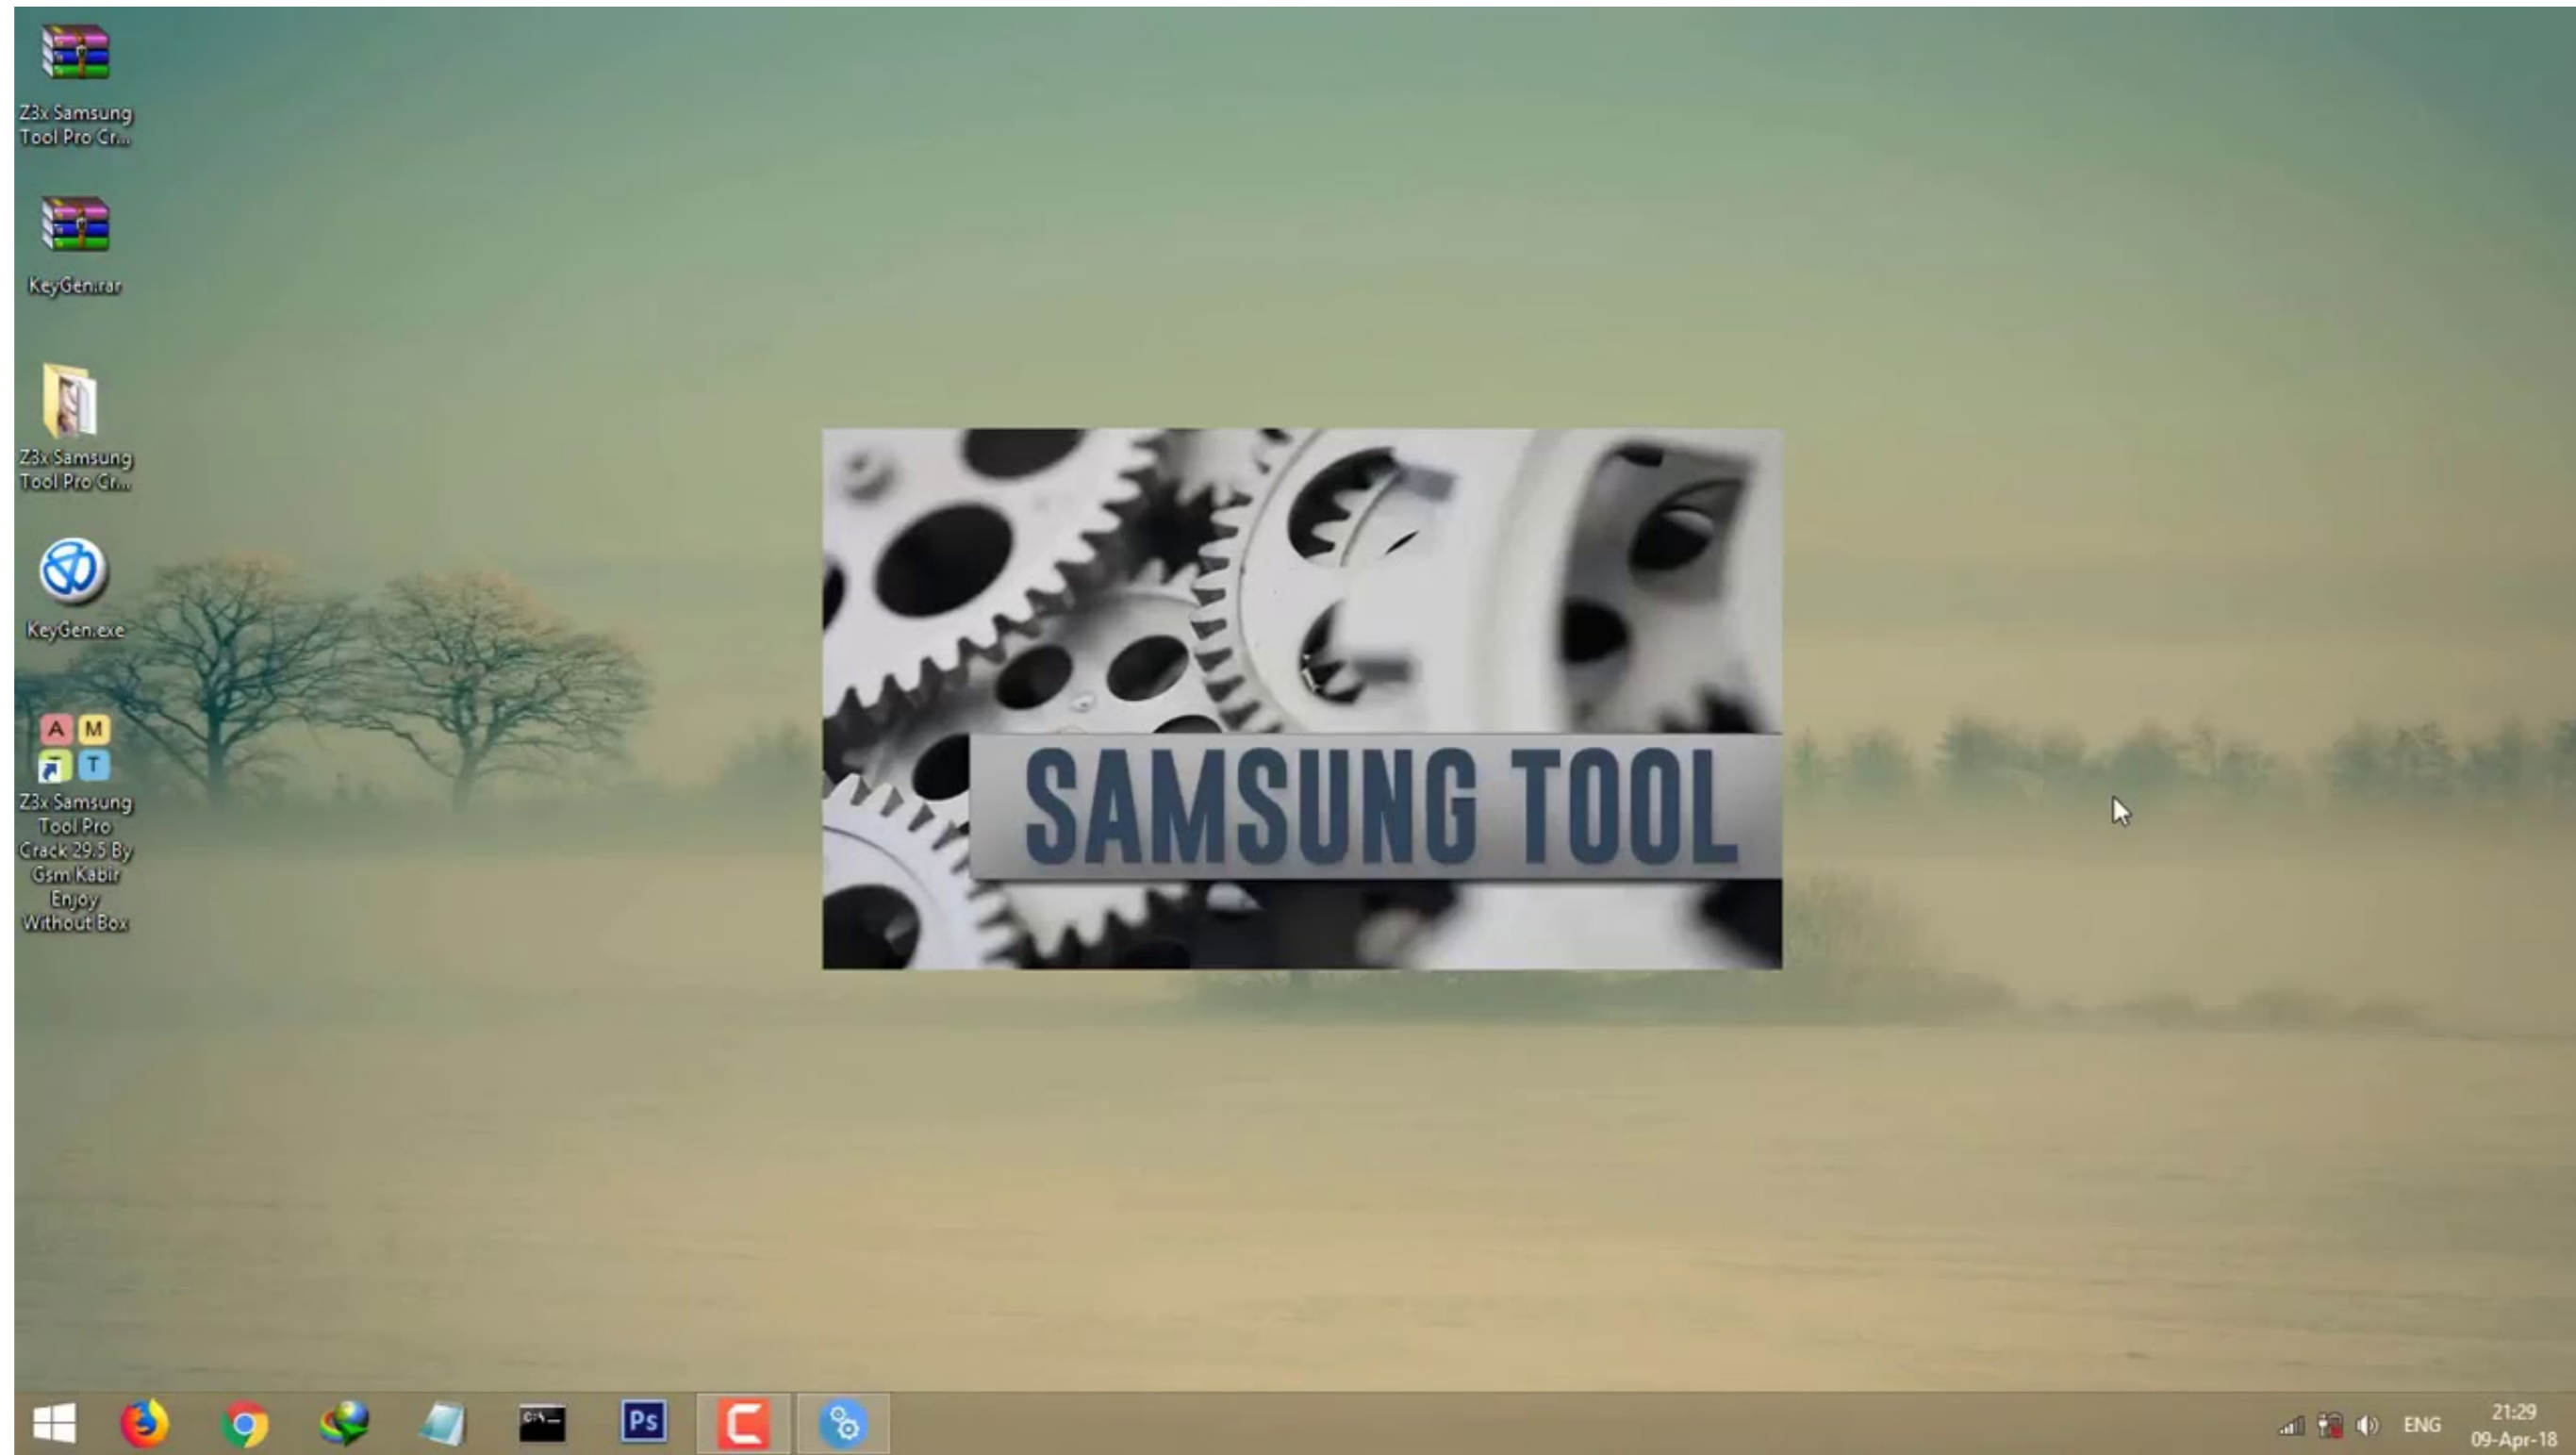 Z3x Samsung
Tool Pro Cr...
KeyGen.rar
Z3x Samsung
Tool Pro Cr...
KeyGen.exe
A M
T
Z3x Samsung
Tool Pro
Crack 29.5 By
Gsm Kabir
Enjoy
Without Box
SAMSUNG TOOL
C:\_
Ps
ENG
21:29
09-Apr-18